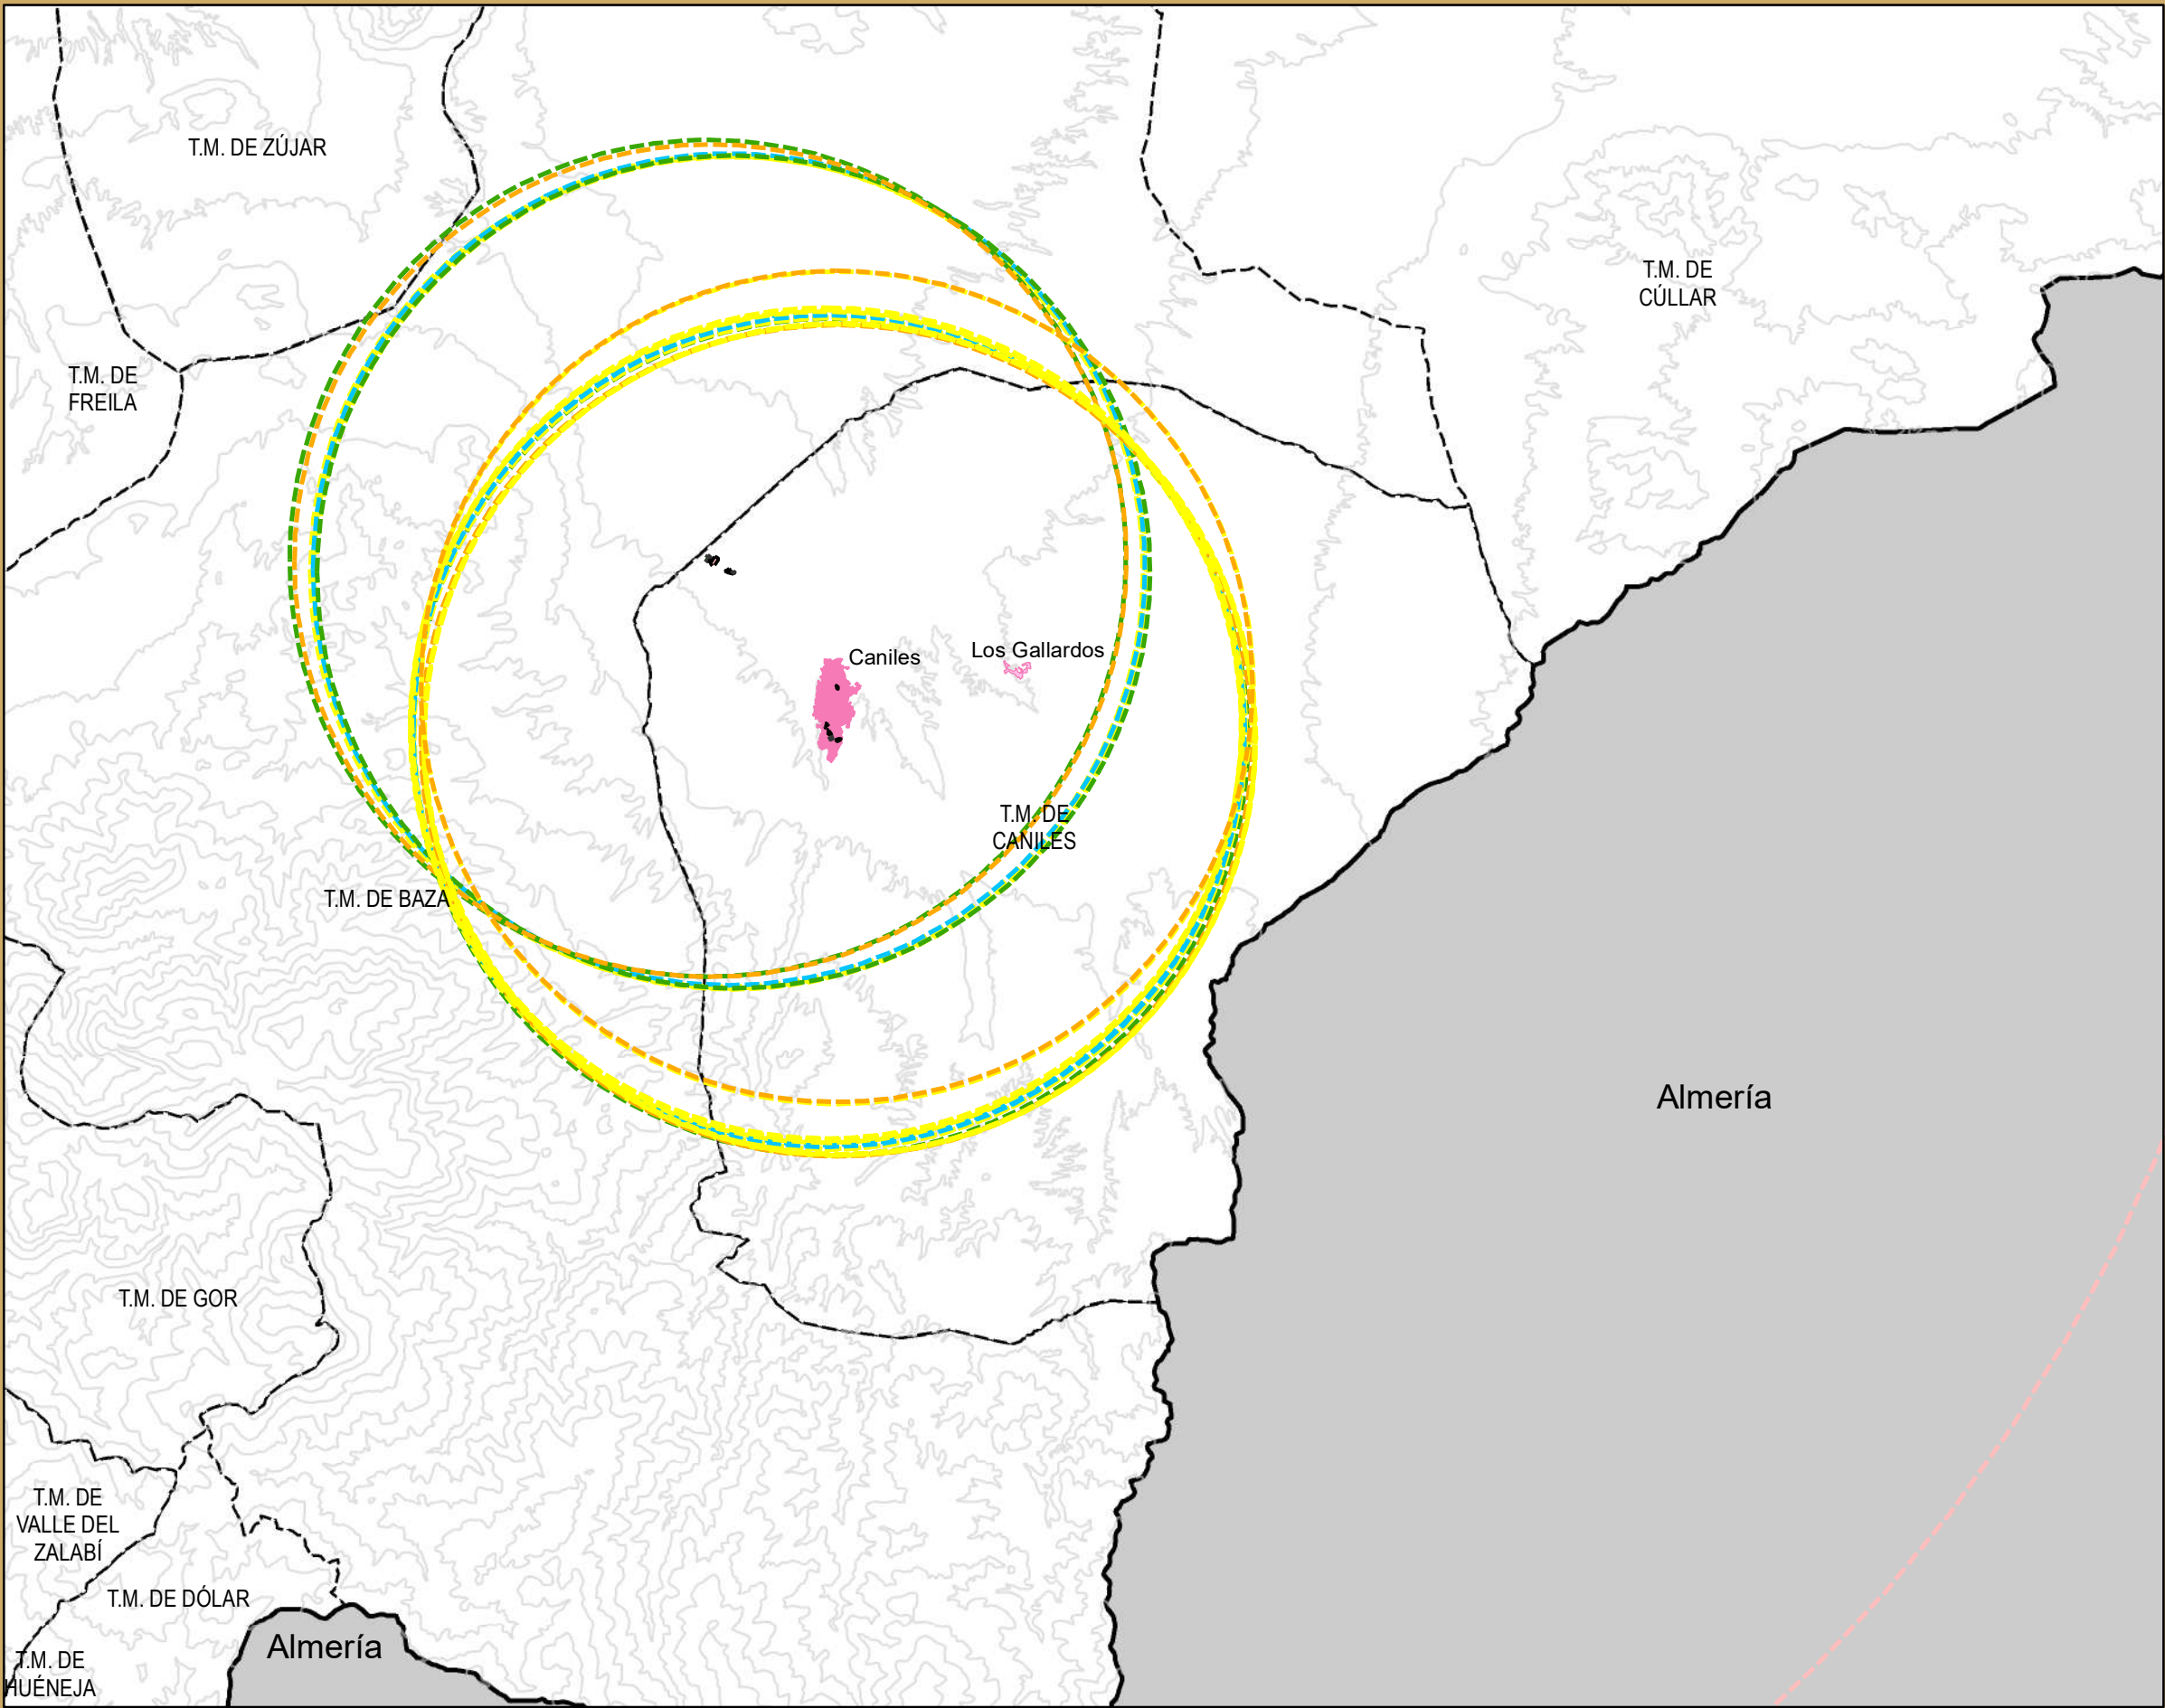 T.M. DE ZÚJAR
T.M. DE
CÚLLAR
T.M. DE
FREILA
Caniles
Los Gallardos
T.M. DE
CANILES
T.M. DE BAZA
Almería
T.M. DE GOR
T.M. DE
VALLE DEL
ZALABÍ
T.M. DE DÓLAR
Almería
T.M. DE
HUÉNEJA